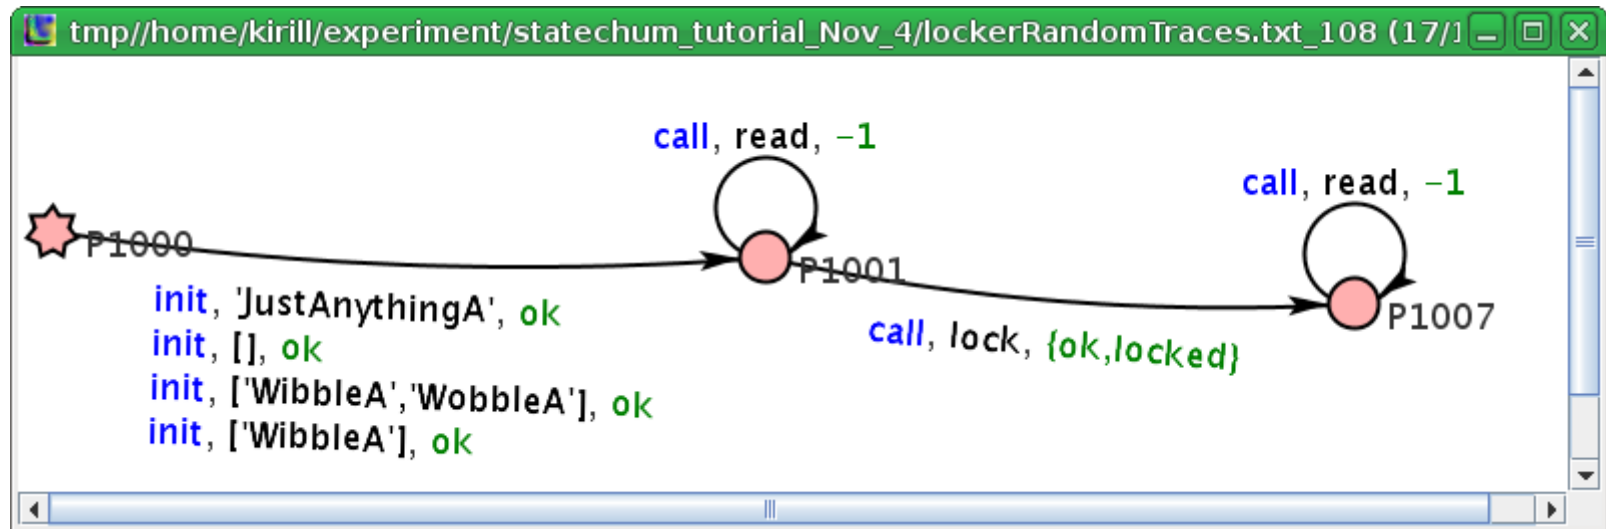 tmp//home/kirill/experiment/statechum_tutorial_Nov_4/lockerRandomTraces.txt_108 (17/1
call, read, -1
call, read, -1
P1000
P1001
P1007
init, 'JustAnythingA', ok
init, [], ok
init, ['WibbleA','WobbleA'], ok
init, ['WibbleA'], ok
call, lock, {ok,locked}